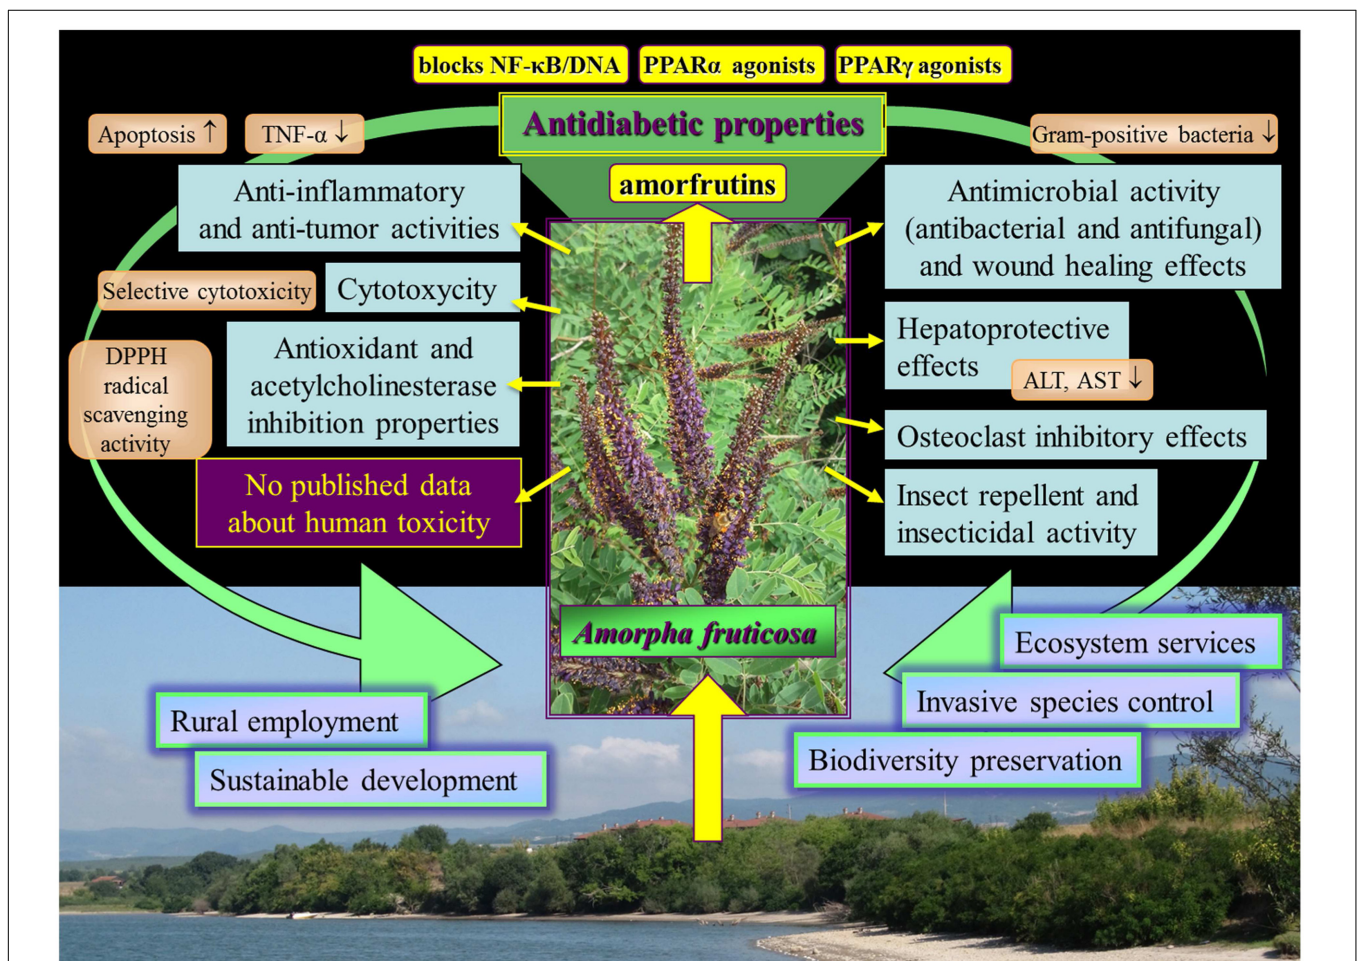 blocks NF-κB/DNA
PPARα agonists
PPARγ agonists
Antidiabetic properties
amorfrutins
Apoptosis ↑
TNF-α ↓
Anti-inflammatory
and anti-tumor activities
Selective cytotoxicity
Cytotoxycity
DPPH
radical
scavenging
activity
Antioxidant and
acetylcholinesterase
inhibition properties
No published data
about human toxicity
Gram-positive bacteria ↓
Antimicrobial activity
(antibacterial and antifungal)
and wound healing effects
Hepatoprotective
effects
ALT, AST ↓
Osteoclast inhibitory effects
Insect repellent and
insecticidal activity
Amorpha fruticosa
Rural employment
Sustainable development
Ecosystem services
Invasive species control
Biodiversity preservation